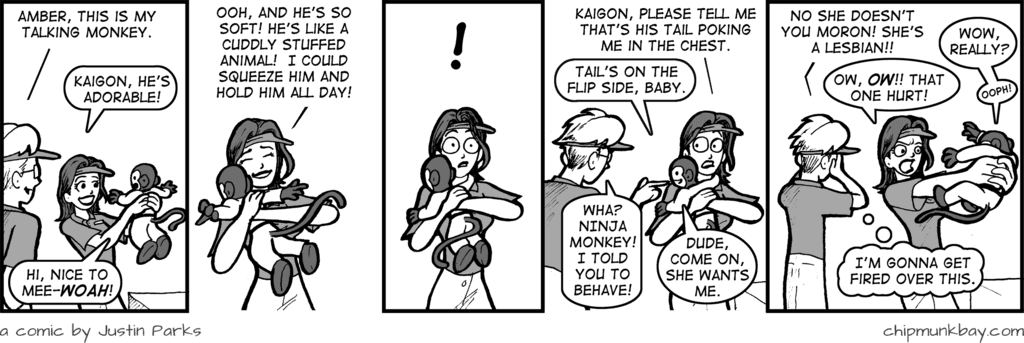 AMBER, THIS IS MY
TALKING MONKEY.
KAIGON, HE'S
ADORABLE!
HI, NICE TO
MEE-WOAH!
OOH, AND HE'S SO
SOFT! HE'S LIKE A
CUDDLY STUFFED
ANIMAL! I COULD
SQUEEZE HIM AND
HOLD HIM ALL DAY!
!
KAIGON, PLEASE TELL ME
THAT'S HIS TAIL POKING
ME IN THE CHEST.
TAIL'S ON THE
FLIP SIDE, BABY.
WHA?
NINJA
MONKEY!
I TOLD
YOU TO
BEHAVE!
DUDE,
COME ON,
SHE WANTS
ME.
NO SHE DOESN'T
YOU MORON! SHE'S
A LESBIAN!!
WOW,
REALLY?
OW, OW!! THAT
ONE HURT!
OOPH!
I'M GONNA GET
FIRED OVER THIS.
a comic by Justin Parks
chipmunkbay.com